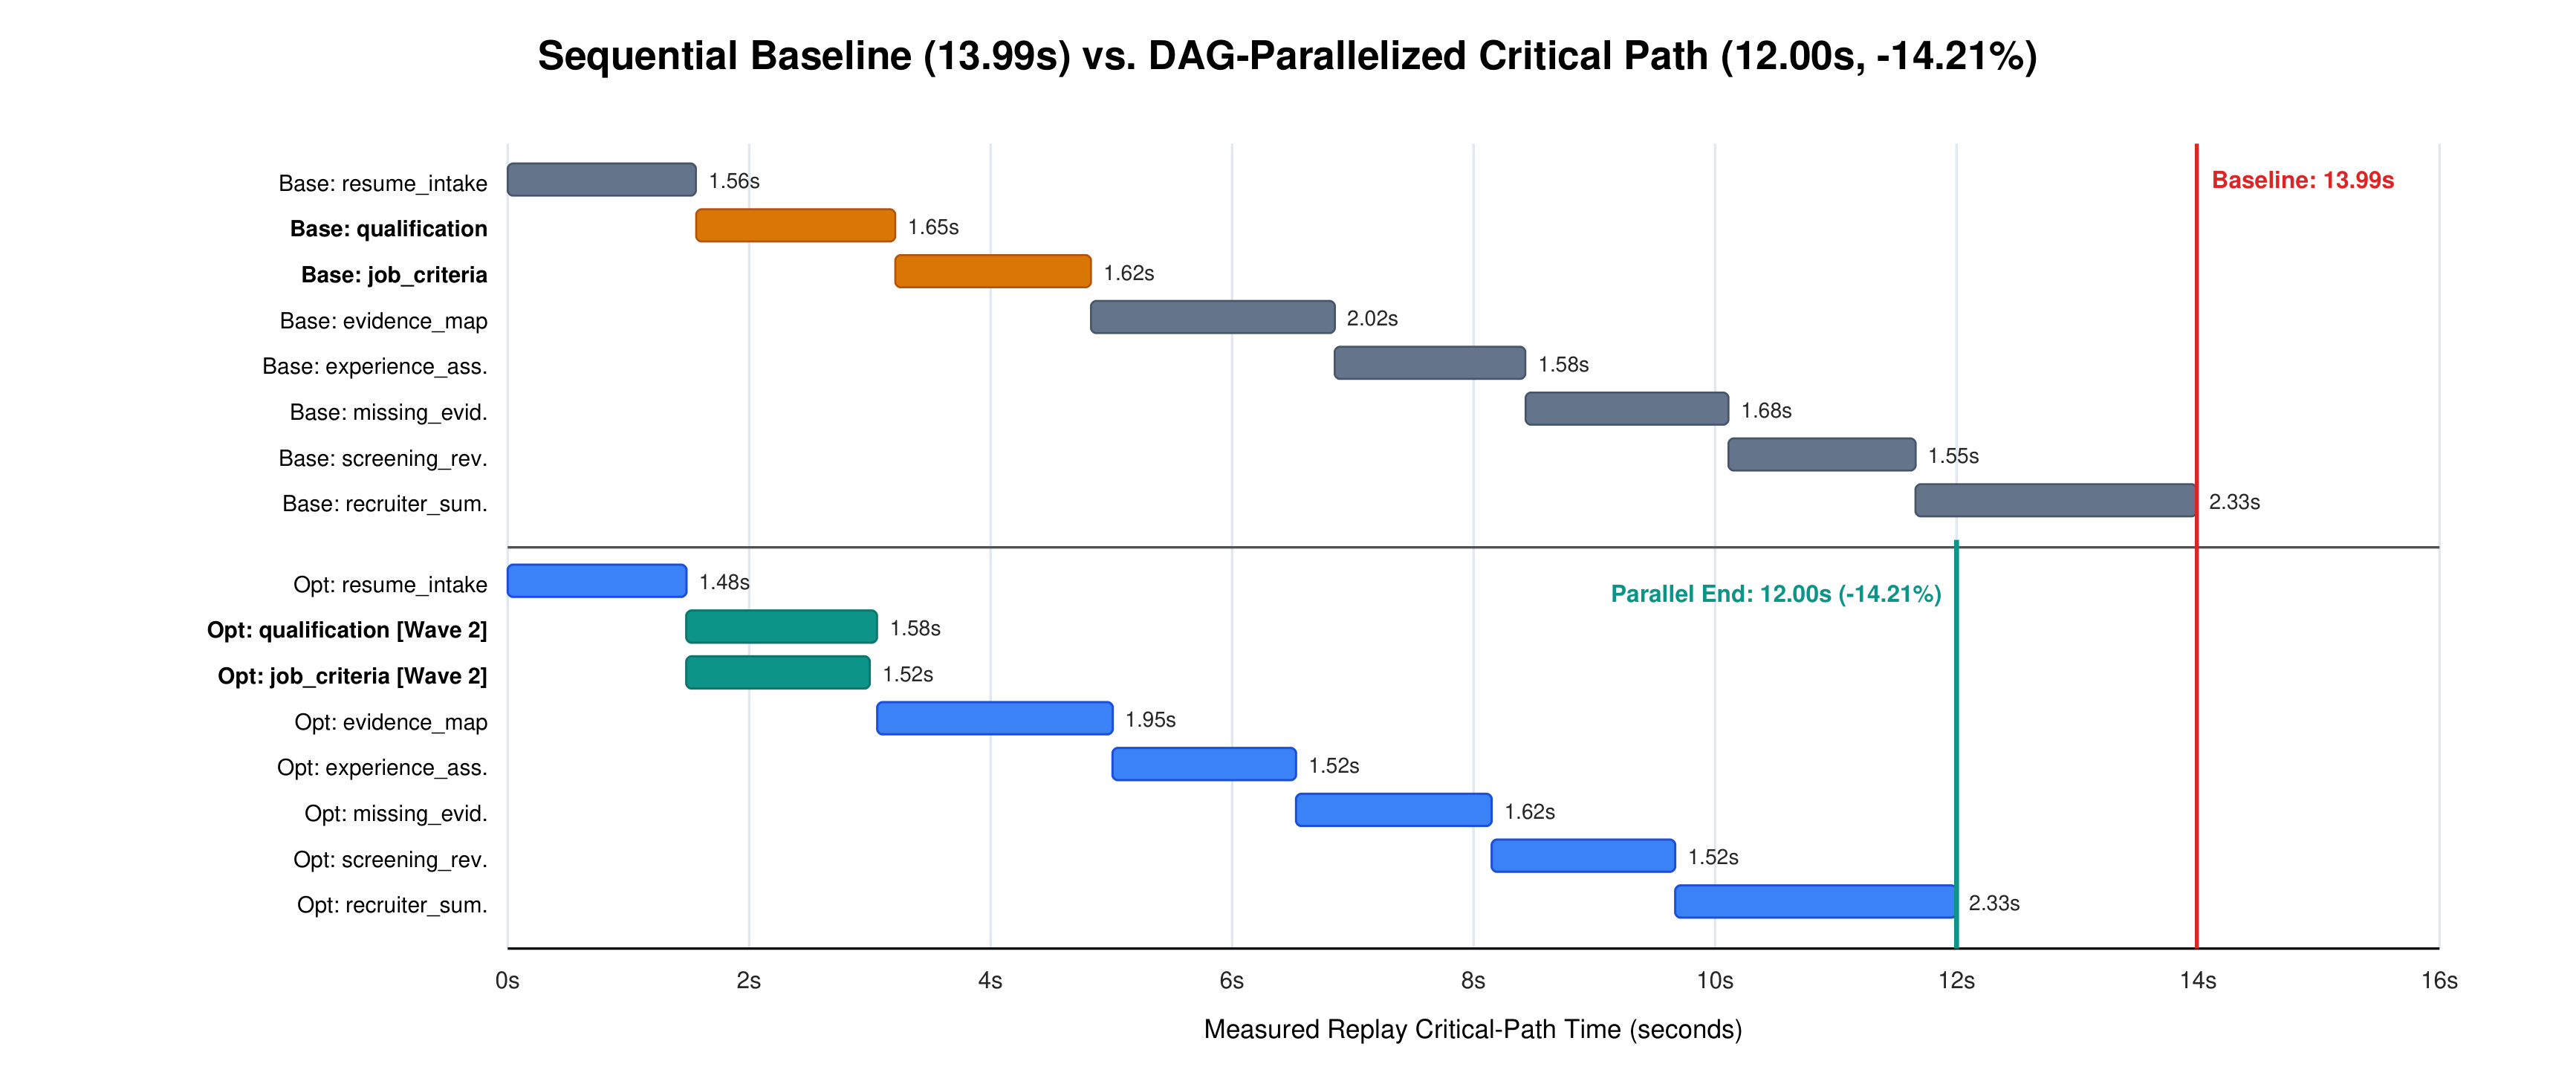 Sequential Baseline (13.99s) vs. DAG-Parallelized Critical Path (12.00s, -14.21%)
Base: resume_intake 1.56s Baseline: 13.99s
Base: qualification 1.65s
Base: job_criteria 1.62s
Base: evidence_map 2.02s
Base: experience_ass. 1.58s
Base: missing_evid. 1.68s
Base: screening_rev. 1.55s
Base: recruiter_sum. 2.33s
Opt: resume_intake 1.48s Parallel End: 12.00s (-14.21%)
Opt: qualification [Wave 2] 1.58s
Opt: job_criteria [Wave 2] 1.52s
Opt: evidence_map 1.95s
Opt: experience_ass. 1.52s
Opt: missing_evid. 1.62s
Opt: screening_rev. 1.52s
Opt: recruiter_sum. 2.33s
0s 2s 4s 6s 8s 10s 12s 14s 16s
Measured Replay Critical-Path Time (seconds)